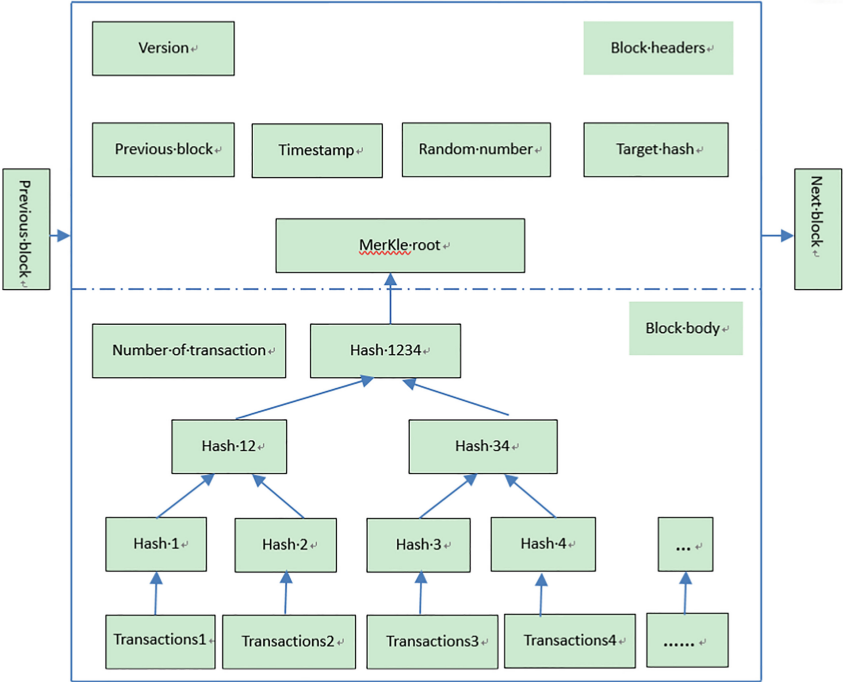 Version
Block headers
Previous block
Timestamp
Random number
Target hash
Previous block
Next block
MerKle root
Number of transaction
Hash 1234
Block body
Hash 12
Hash 34
Hash 1
Hash 2
Hash 3
Hash 4
...
Transactions1
Transactions2
Transactions3
Transactions4
......